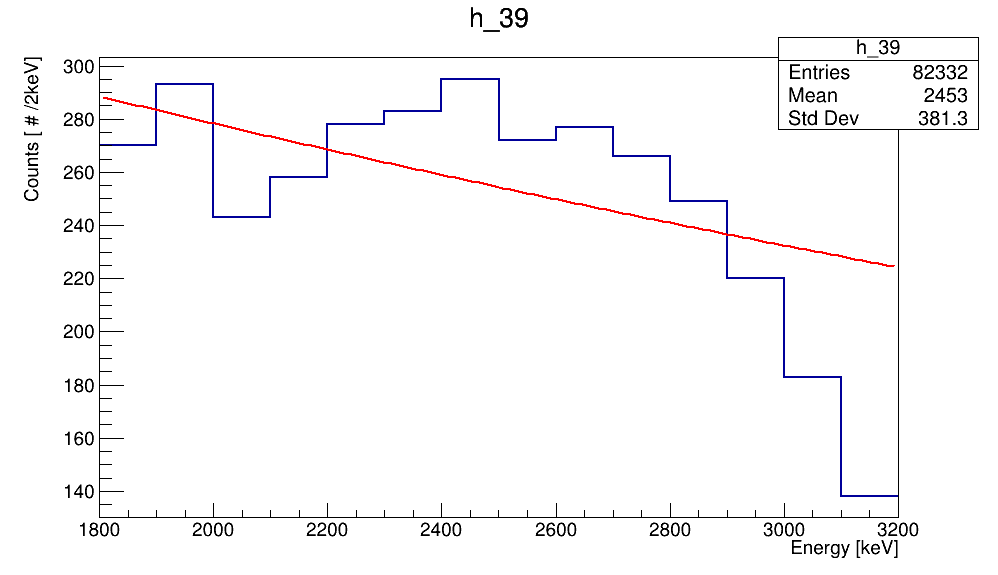 h_39
h_39
Entries 82332
Mean 2453
Std Dev 381.3
Counts [ # /2keV]
300
280
260
240
220
200
180
160
140
1800 2000 2200 2400 2600 2800 3000 3200
Energy [keV]